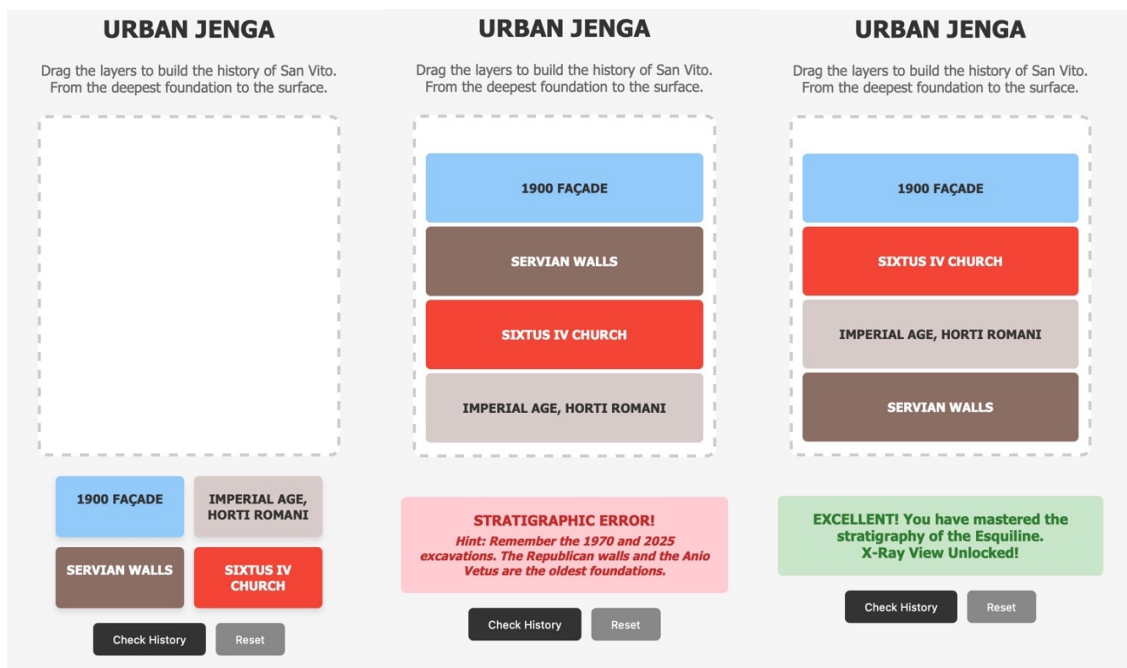 URBAN JENGA
Drag the layers to build the history of San Vito.
From the deepest foundation to the surface.
1900 FAÇADE
IMPERIAL AGE,
HORTI ROMANI
SERVIAN WALLS
SIXTUS IV
CHURCH
Check History
Reset
URBAN JENGA
Drag the layers to build the history of San Vito.
From the deepest foundation to the surface.
1900 FAÇADE
SERVIAN WALLS
SIXTUS IV CHURCH
IMPERIAL AGE, HORTI ROMANI
STRATIGRAPHIC ERROR!
Hint: Remember the 1970 and 2025
excavations. The Republican walls and the Anio
Vetus are the oldest foundations.
Check History
Reset
URBAN JENGA
Drag the layers to build the history of San Vito.
From the deepest foundation to the surface.
1900 FAÇADE
SIXTUS IV CHURCH
IMPERIAL AGE, HORTI ROMANI
SERVIAN WALLS
EXCELLENT! You have mastered the
stratigraphy of the Esquiline.
X-Ray View Unlocked!
Check History
Reset